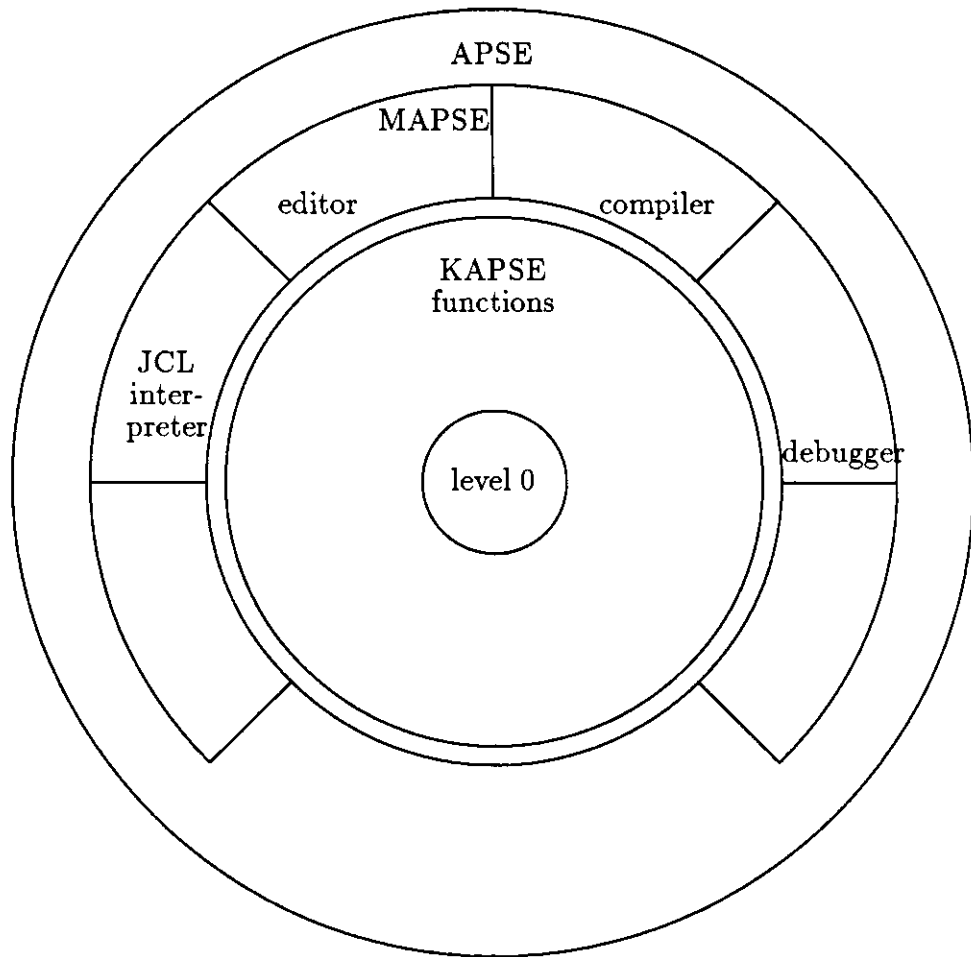 APSE
MAPSE
editor
compiler
KAPSE
functions
JCL
inter-
preter
debugger
level 0